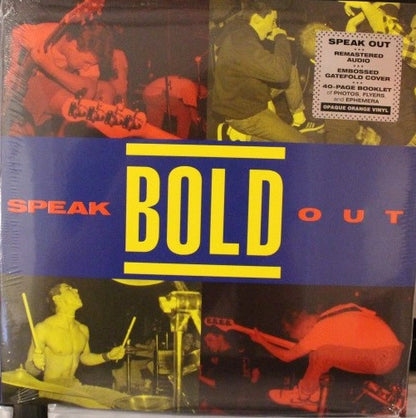 SPEAK OUT
REMASTERED
AUDIO
EMBOSSED
GATEFOLD COVER
40-PAGE BOOKLET
of PHOTOS, FLYERS
and EPHEMERA
OPAQUE ORANGE VINYL
SPEAK BOLD OUT